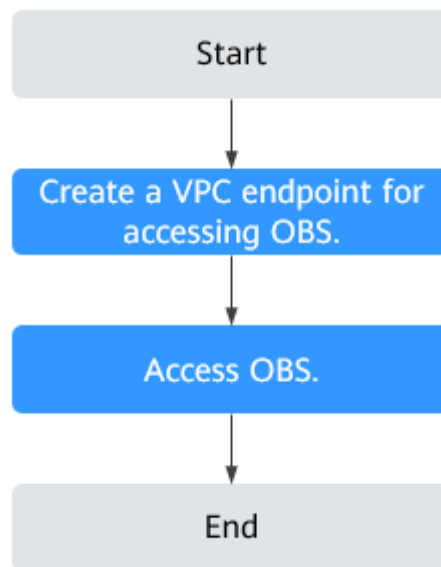 Start
Create a VPC endpoint for
accessing OBS.
Access OBS.
End